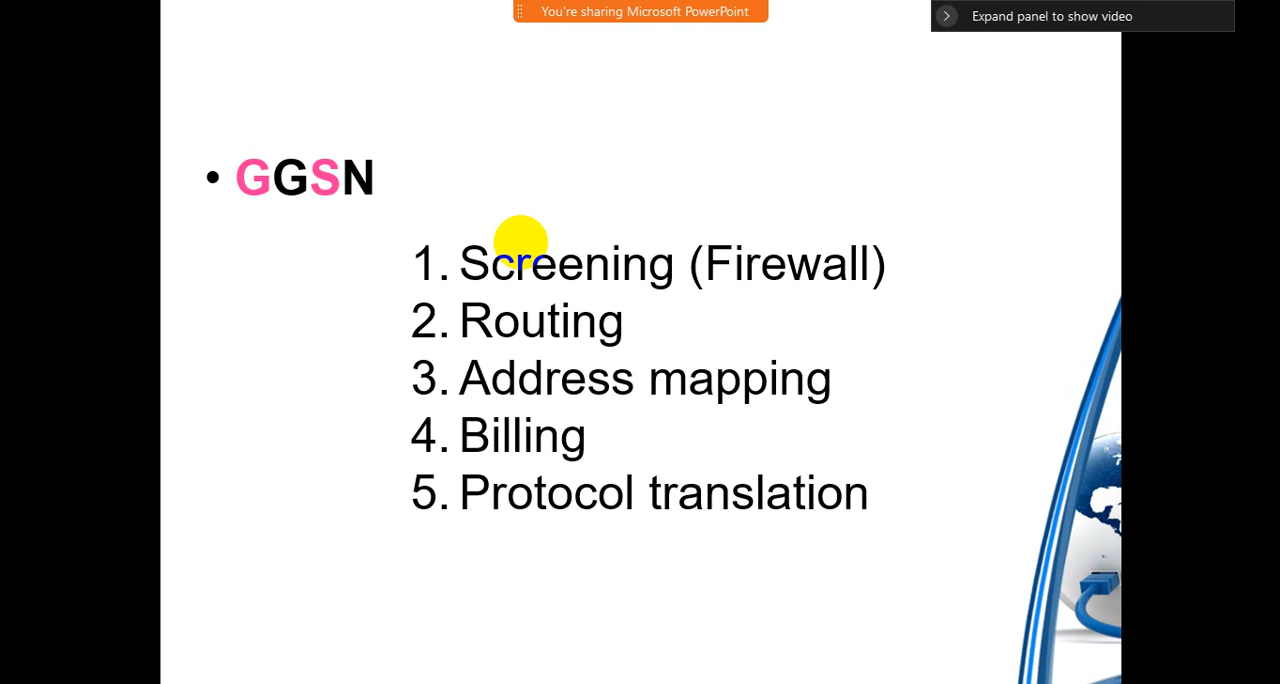 You're sharing Microsoft PowerPoint
Expand panel to show video
• GGSN
1. Screening (Firewall)
2. Routing
3. Address mapping
4. Billing
5. Protocol translation